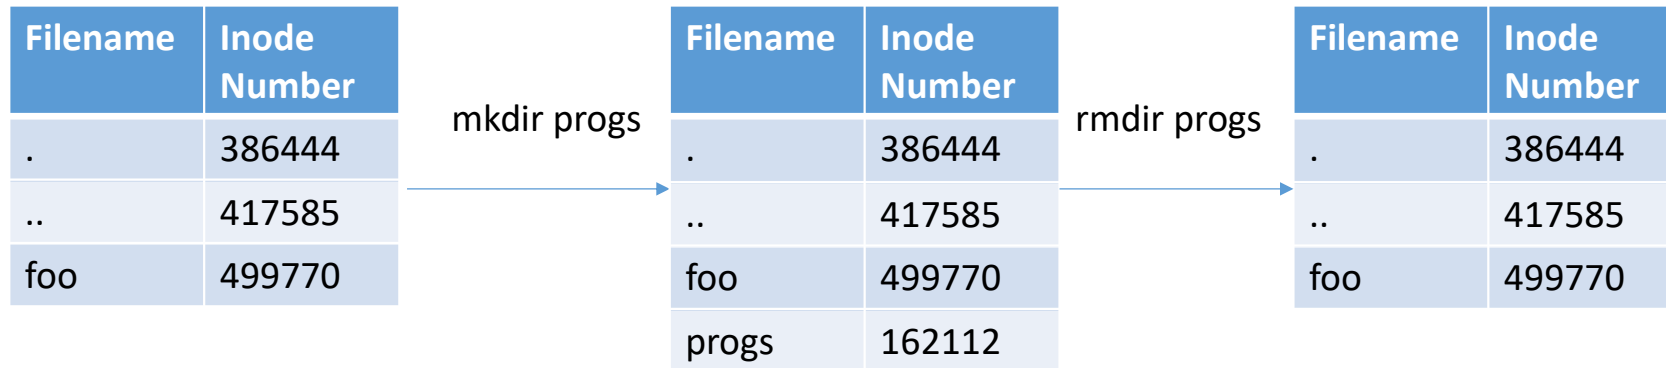 Filename Inode Number
. 386444
.. 417585
foo 499770
mkdir progs
Filename Inode Number
. 386444
.. 417585
foo 499770
progs 162112
rmdir progs
Filename Inode Number
. 386444
.. 417585
foo 499770